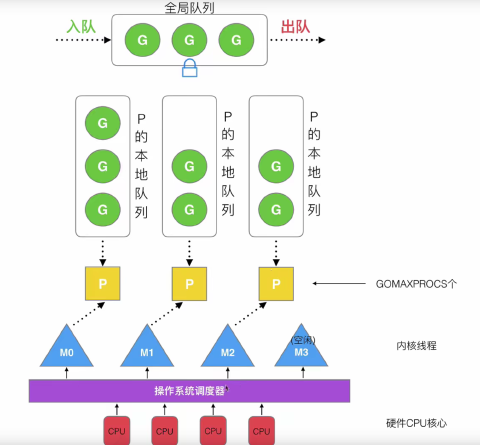 全局队列
入队
出队
G G G
G
G G G
G G G
P的本地队列
P的本地队列
P的本地队列
P P P
GOMAXPROCS个
(空闲)
M0 M1 M2 M3
内核线程
操作系统调度器
CPU CPU CPU CPU
硬件CPU核心